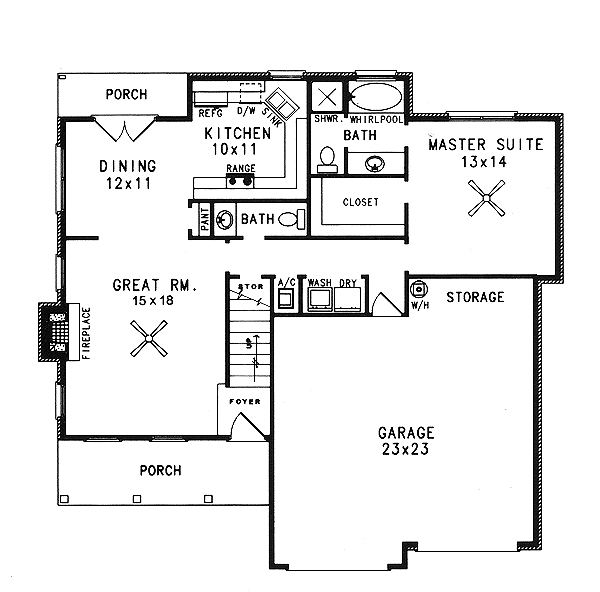 PORCH
REFG
D/W
SINK
SHWR.
WHIRLPOOL
KITCHEN
10x11
BATH
MASTER SUITE
13x14
DINING
12x11
RANGE
CLOSET
PANT
BATH
GREAT RM.
15x18
STOR
A/C
WASH
DRY
W/H
STORAGE
FIREPLACE
UP
FOYER
GARAGE
23x23
PORCH